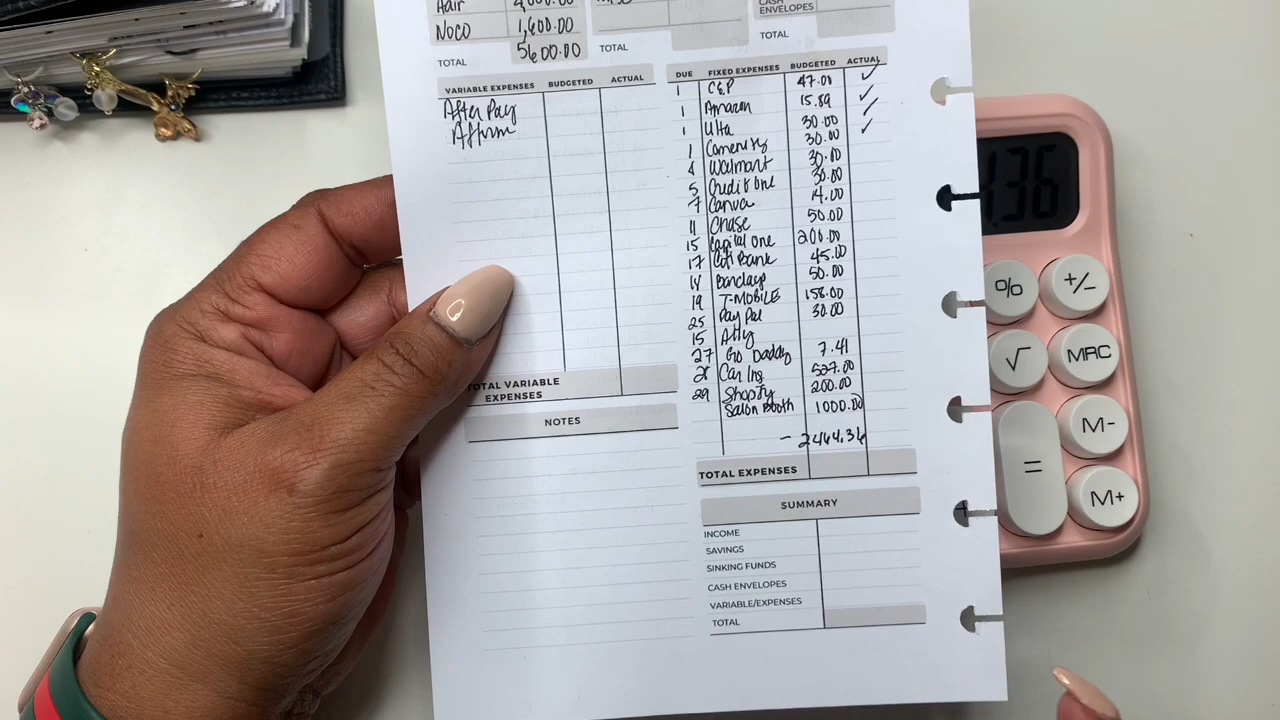 Hair 4,000.00
NOCO 1,600.00
TOTAL 5600.00
TOTAL
CASH ENVELOPES
TOTAL
VARIABLE EXPENSES BUDGETED ACTUAL
After Pay
Affirm
TOTAL VARIABLE EXPENSES
NOTES
DUE FIXED EXPENSES BUDGETED ACTUAL
1 C&P 47.00 ✓
1 Amazon 15.89 ✓
1 Ulta 30.00 ✓
1 Comenity 30.00 ✓
4 Walmart 30.00
5 Credit One 30.00
7 Canva 14.00
11 Chase 50.00
15 Capital One 200.00
17 Citi Bank 45.00
Barclays 50.00
19 T-MOBILE 158.00
25 Pay Pal 30.00
15 Ally
27 Go Daddy 7.41
28 Car Ins 527.00
29 Shopify 200.00
Salon Booth 1000.00
- 2464.36
TOTAL EXPENSES
SUMMARY
INCOME
SAVINGS
SINKING FUNDS
CASH ENVELOPES
VARIABLE/EXPENSES
TOTAL
.36
% +/-
√ MRC
= M-
M+